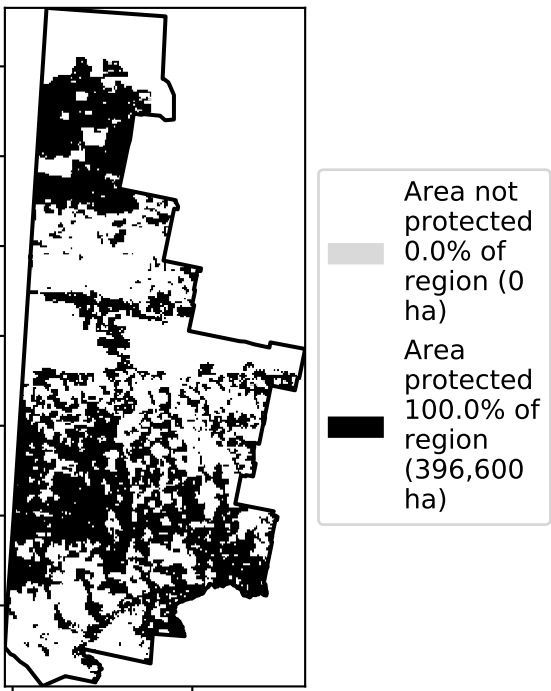 Area not
protected
0.0% of
region (0
ha)
Area
protected
100.0% of
region
(396,600
ha)